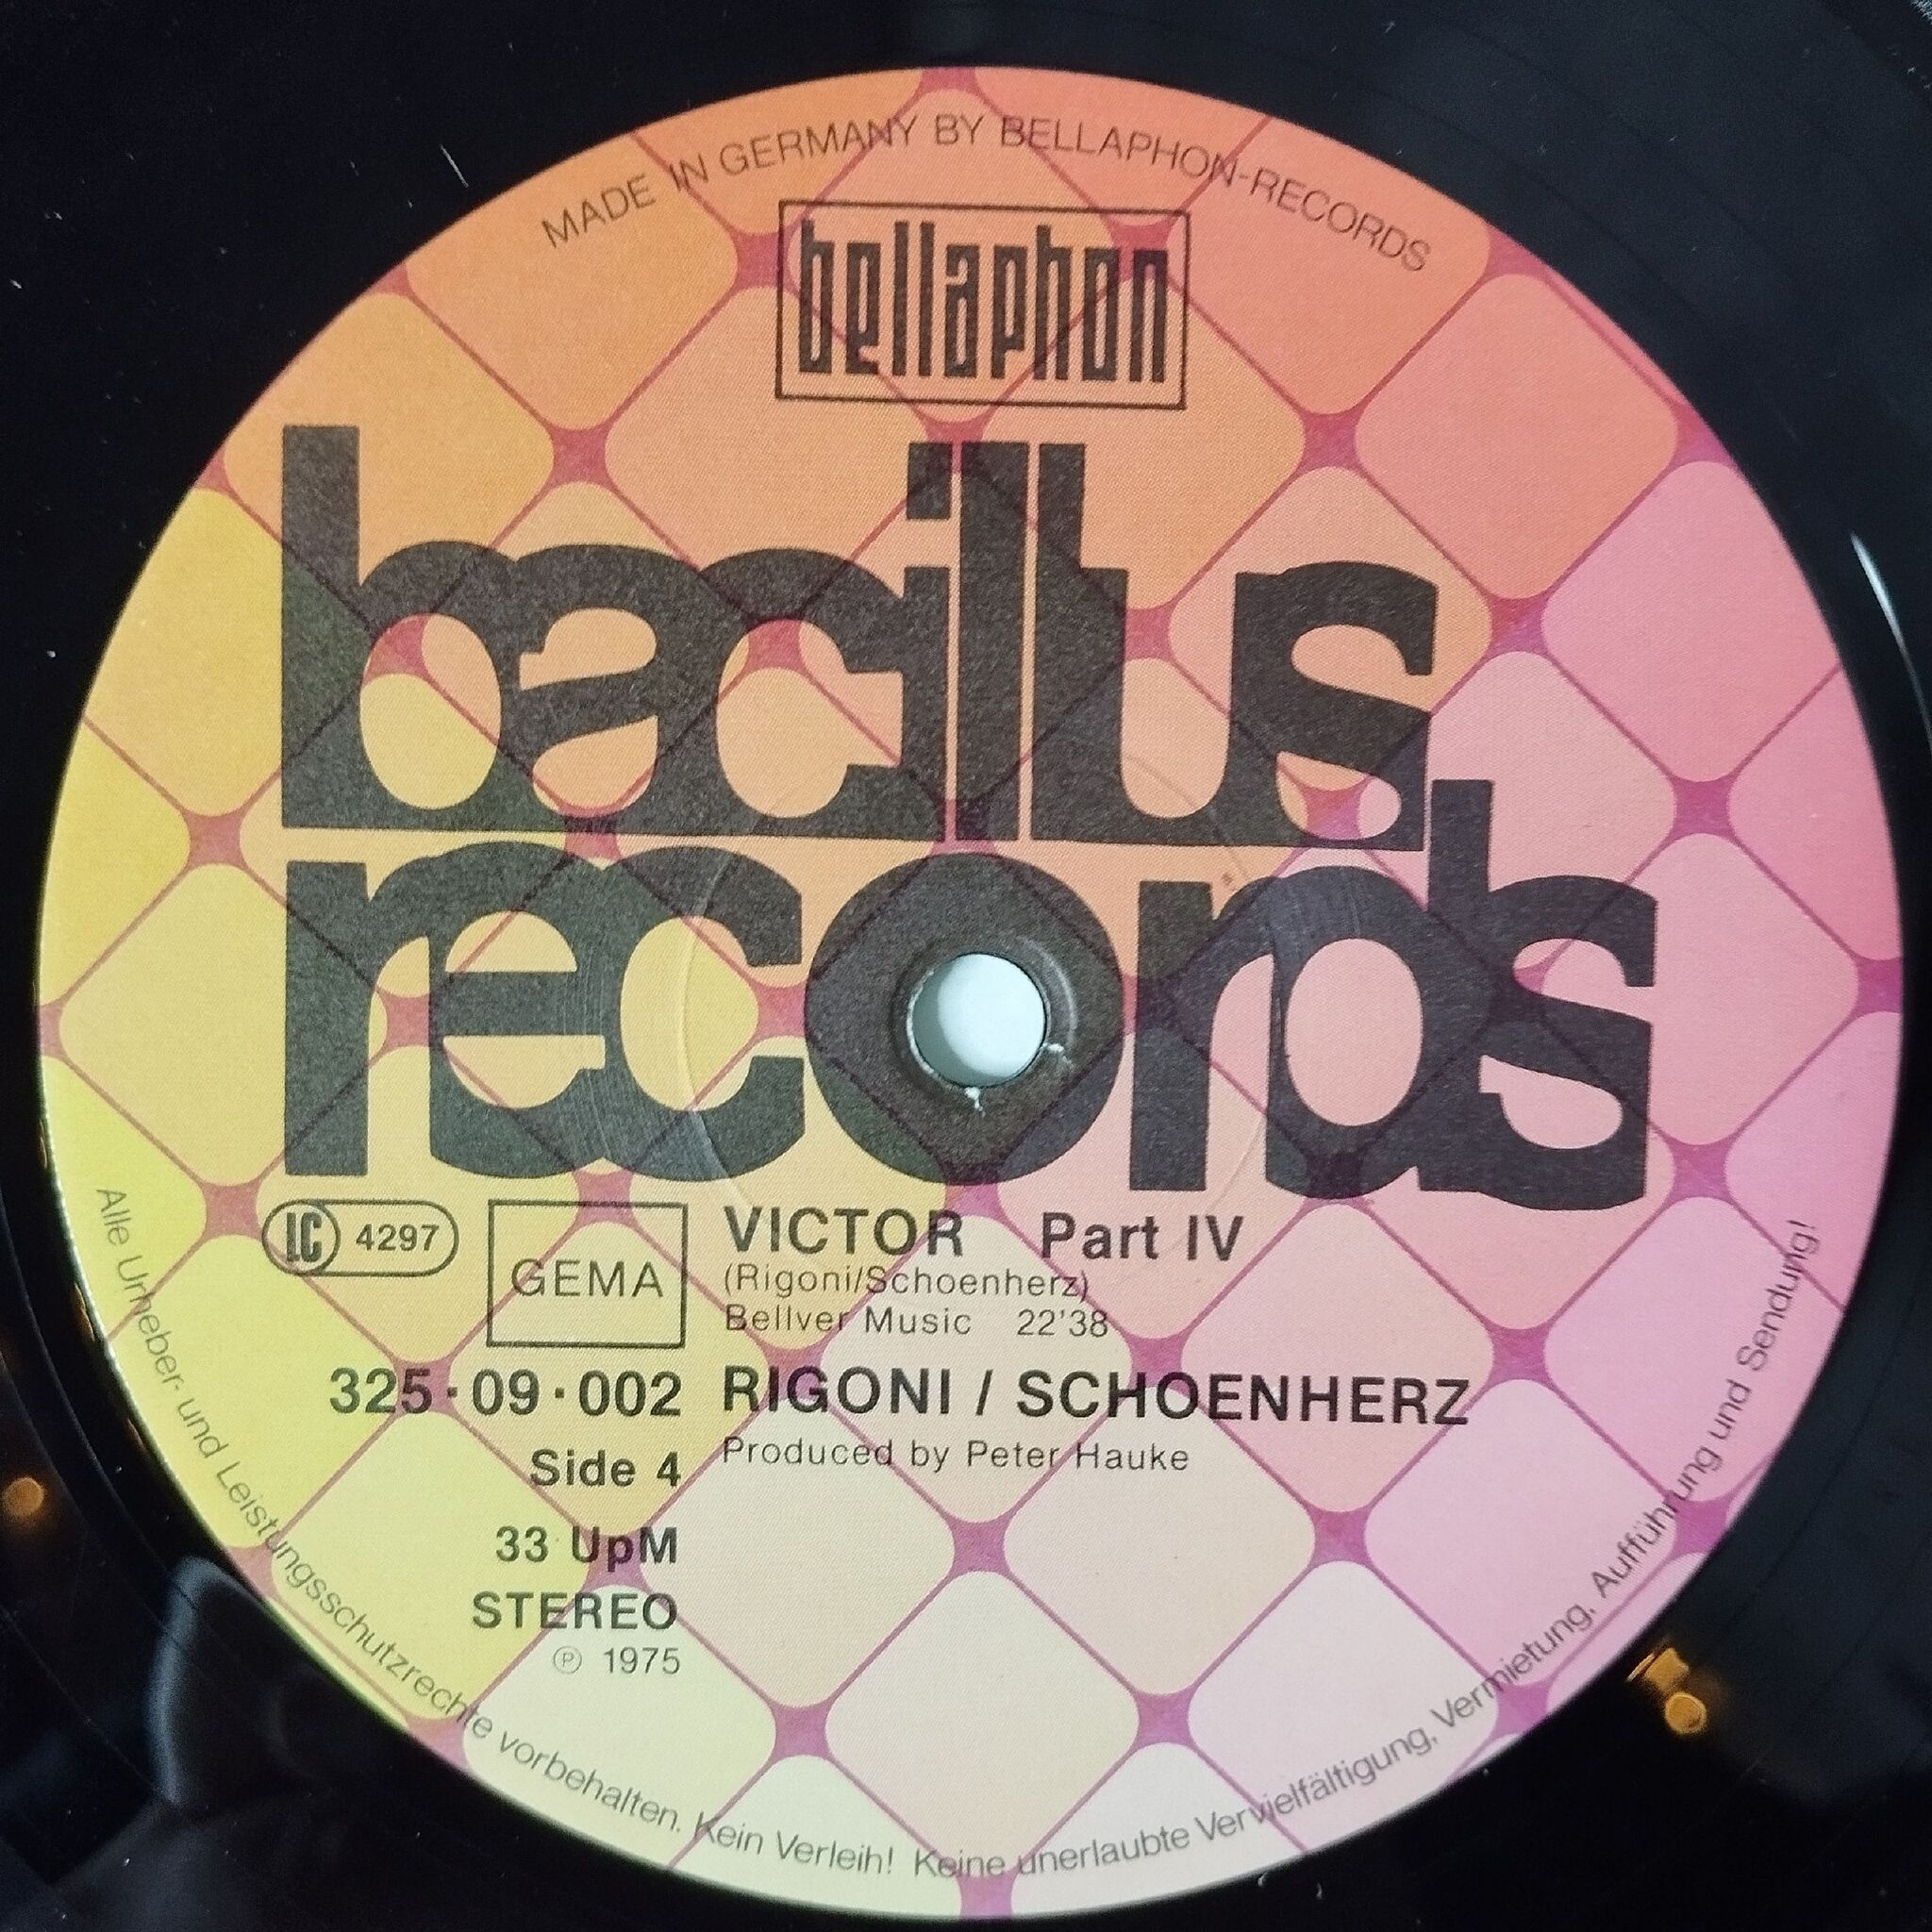 MADE IN GERMANY BY BELLAPHON-RECORDS
bellaphon
bacillus
records
LC 4297
GEMA
VICTOR Part IV
(Rigoni/Schoenherz)
Bellver Music 22'38
325·09·002 RIGONI / SCHOENHERZ
Side 4 Produced by Peter Hauke
33 UpM
STEREO
℗ 1975
Alle Urheber- und Leistungsschutzrechte vorbehalten. Kein Verleih! Keine unerlaubte Vervielfältigung, Vermietung, Aufführung und Sendung!